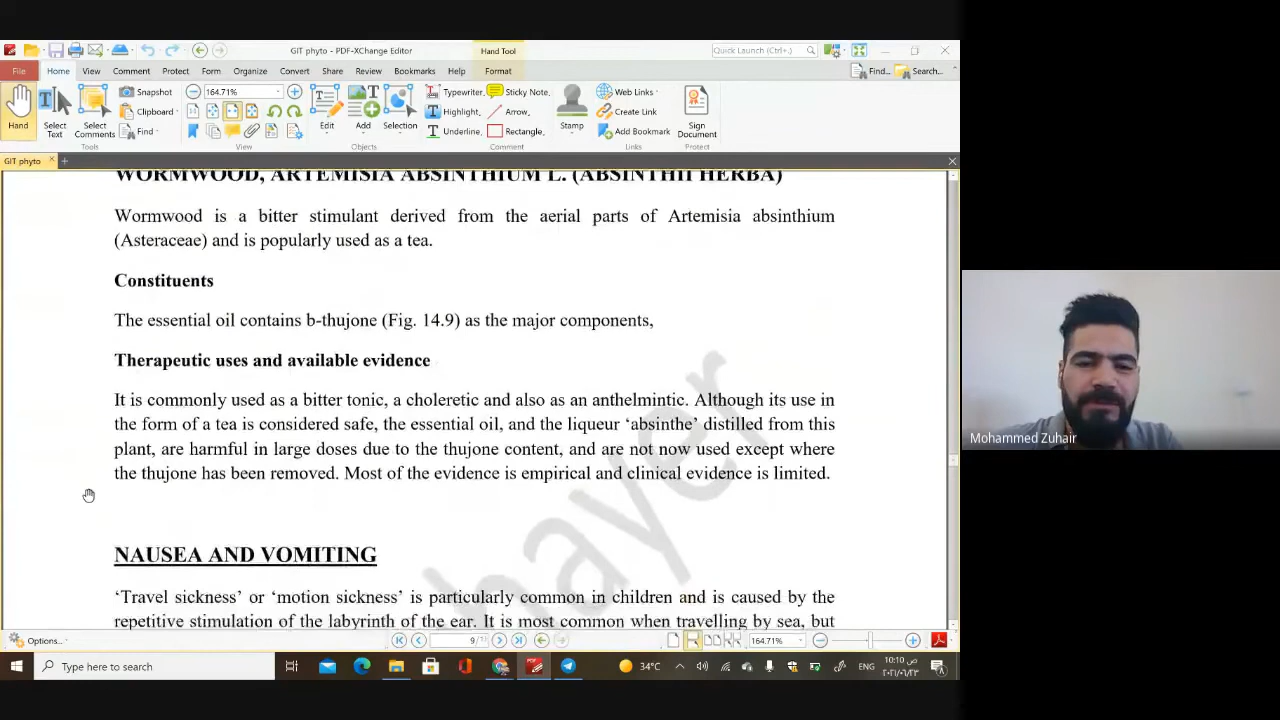 GIT phyto - PDF-XChange Editor
Hand Tool
Quick Launch (Ctrl+.)
File Home View Comment Protect Form Organize Convert Share Review Bookmarks Help Format
Find... Search...
Hand
Select Text
Select Comments
Snapshot
Clipboard
Find
Tools
164.71%
View
Edit
Add
Selection
Objects
Typewriter
Highlight
Underline
Sticky Note
Arrow
Rectangle
Comment
Stamp
Web Links
Create Link
Add Bookmark
Links
Sign Document
Protect
GIT phyto
WORMWOOD, ARTEMISIA ABSINTHIUM L. (ABSINTHII HERBA)
Wormwood is a bitter stimulant derived from the aerial parts of Artemisia absinthium
(Asteraceae) and is popularly used as a tea.
Constituents
The essential oil contains b-thujone (Fig. 14.9) as the major components,
Therapeutic uses and available evidence
It is commonly used as a bitter tonic, a choleretic and also as an anthelmintic. Although its use in
the form of a tea is considered safe, the essential oil, and the liqueur ‘absinthe’ distilled from this
plant, are harmful in large doses due to the thujone content, and are not now used except where
the thujone has been removed. Most of the evidence is empirical and clinical evidence is limited.
hayer
NAUSEA AND VOMITING
‘Travel sickness’ or ‘motion sickness’ is particularly common in children and is caused by the
repetitive stimulation of the labyrinth of the ear. It is most common when travelling by sea, but
Options...
9
164.71%
Type here to search
34°C
ENG
10:10 ص
Mohammed Zuhair